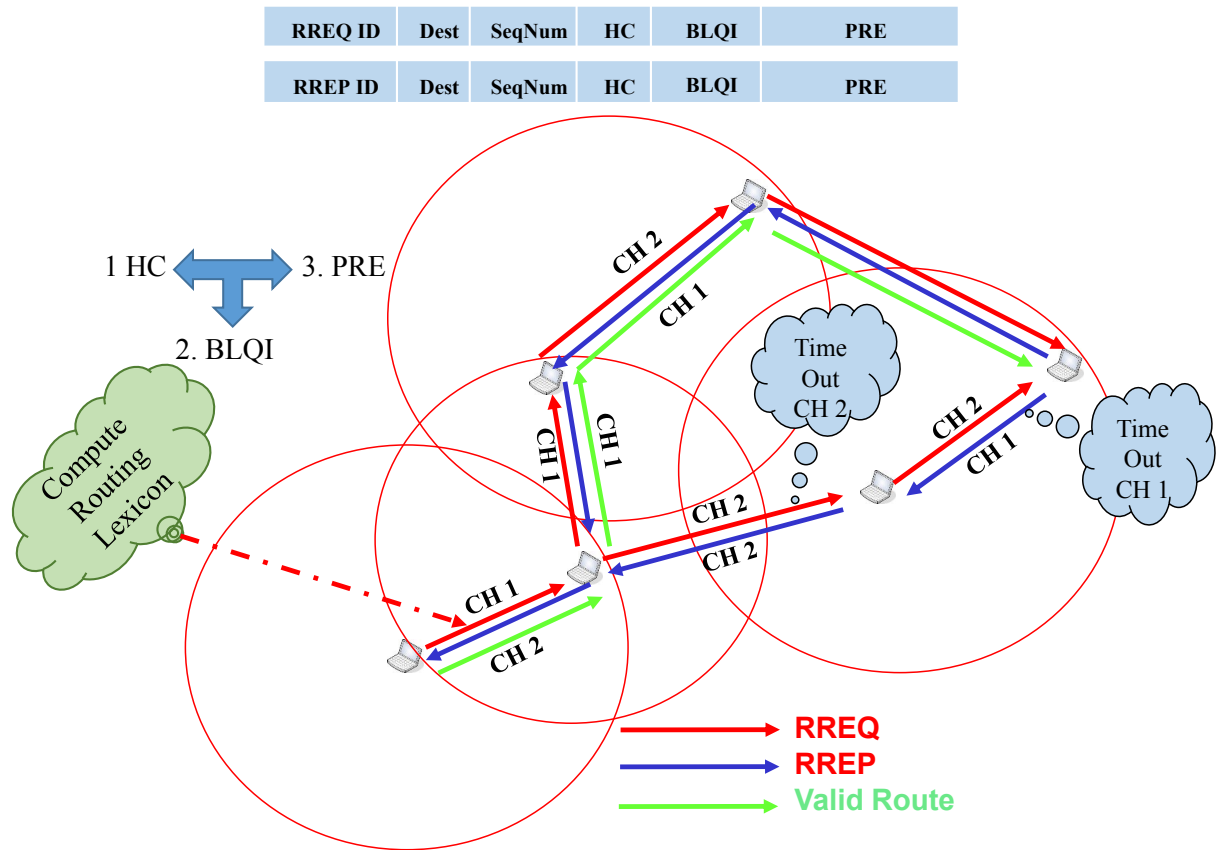 RREQ ID Dest SeqNum HC BLQI PRE
RREP ID Dest SeqNum HC BLQI PRE
1 HC
3. PRE
2. BLQI
Compute
Routing
Lexicon
CH 2
CH 1
Time
Out
CH 2
CH 2
CH 1
Time
Out
CH 1
CH 1
CH 1
CH 2
CH 2
CH 1
CH 2
RREQ
RREP
Valid Route